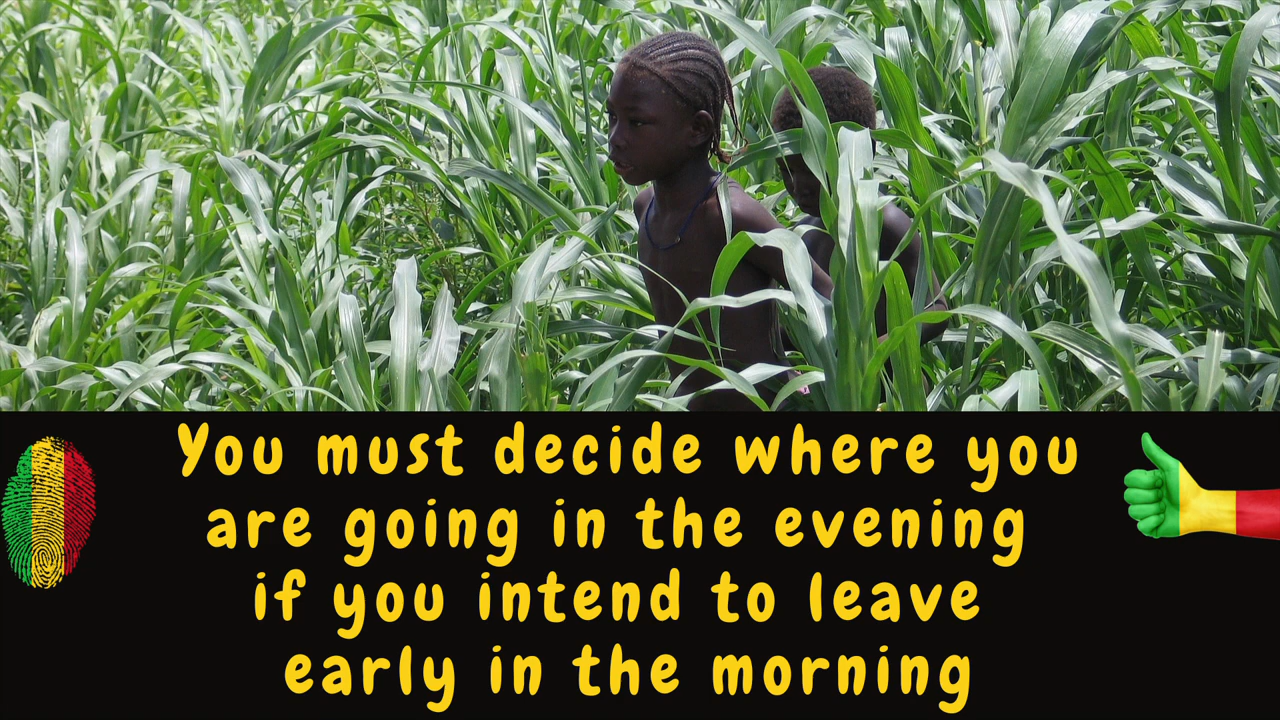 You must decide where you
are going in the evening
if you intend to leave
early in the morning